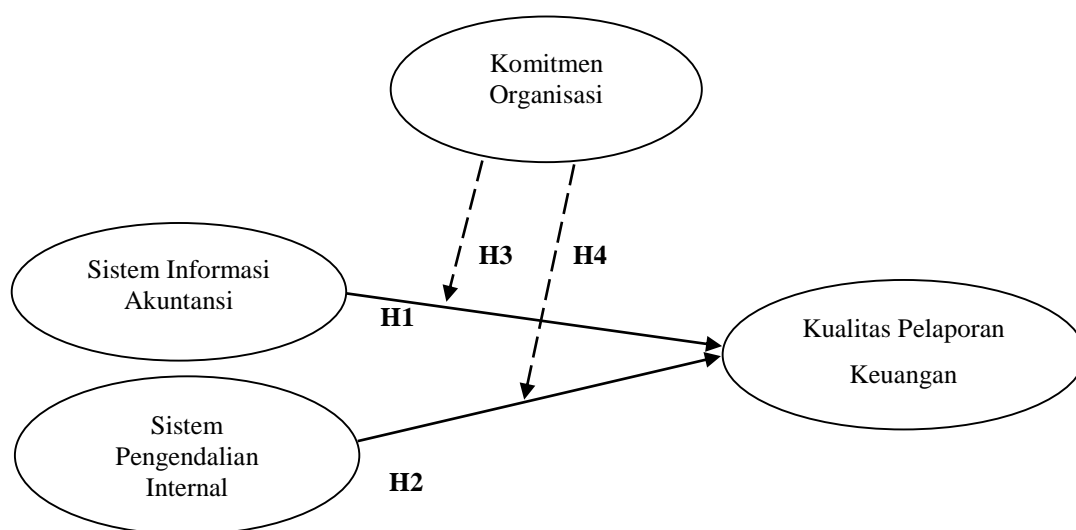 Komitmen
Organisasi
H3
H4
Sistem Informasi
Akuntansi
H1
Kualitas Pelaporan
Keuangan
Sistem
Pengendalian
Internal
H2